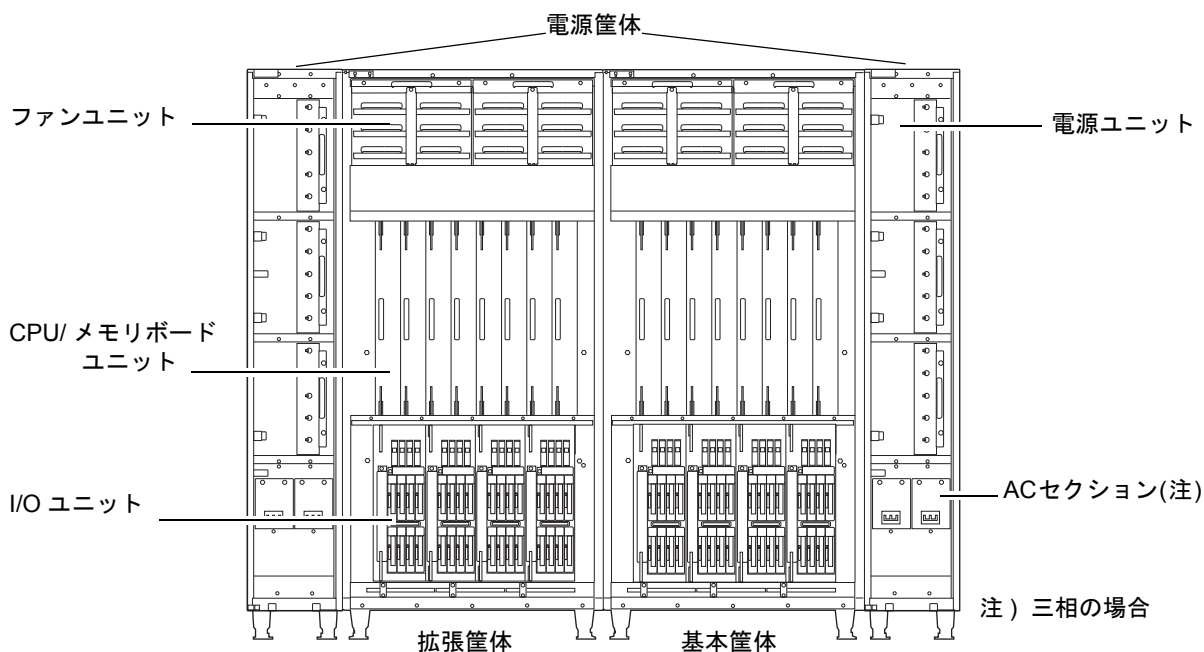 電源筐体
ファンユニット
電源ユニット
CPU/ メモリボード
ユニット
I/O ユニット
ACセクション(注)
注 ) 三相の場合
拡張筐体
基本筐体